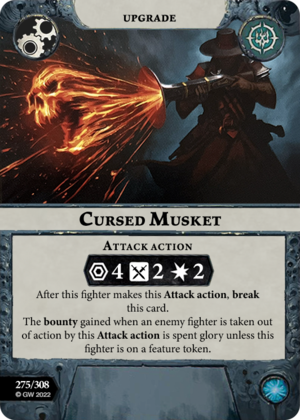 UPGRADE
CURSED MUSKET
ATTACK ACTION
4 2 2
After this fighter makes this Attack action, break
this card.
The bounty gained when an enemy fighter is taken out
of action by this Attack action is spent glory unless this
fighter is on a feature token.
275/308
© GW 2022